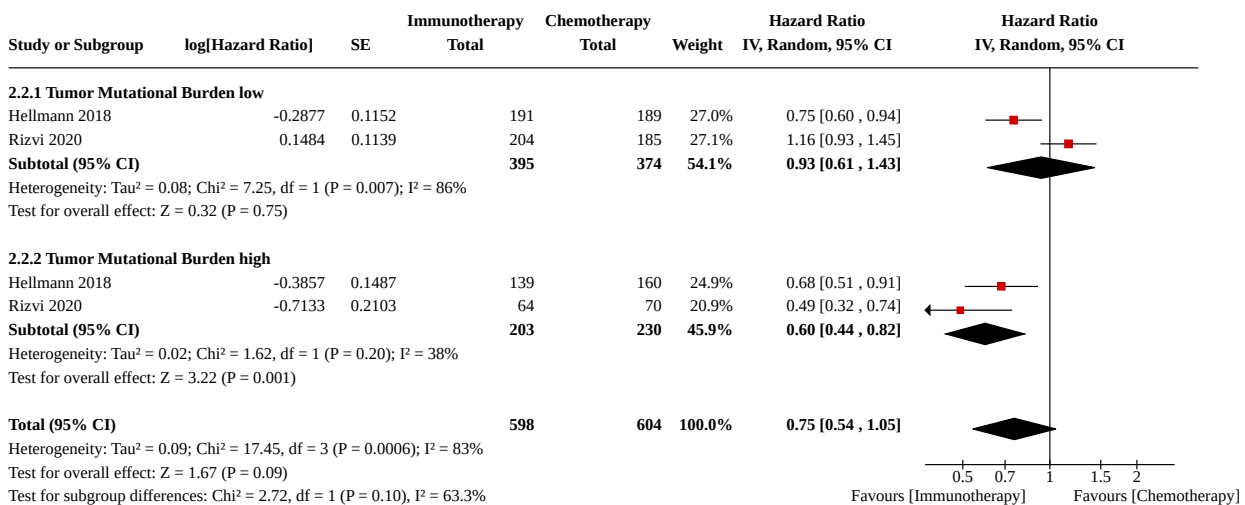 Immunotherapy Chemotherapy Hazard Ratio Hazard Ratio
Study or Subgroup log[Hazard Ratio] SE Total Total Weight IV, Random, 95% CI IV, Random, 95% CI
2.2.1 Tumor Mutational Burden low
Hellmann 2018 -0.2877 0.1152 191 189 27.0% 0.75 [0.60 , 0.94]
Rizvi 2020 0.1484 0.1139 204 185 27.1% 1.16 [0.93 , 1.45]
Subtotal (95% CI) 395 374 54.1% 0.93 [0.61 , 1.43]
Heterogeneity: Tau² = 0.08; Chi² = 7.25, df = 1 (P = 0.007); I² = 86%
Test for overall effect: Z = 0.32 (P = 0.75)
2.2.2 Tumor Mutational Burden high
Hellmann 2018 -0.3857 0.1487 139 160 24.9% 0.68 [0.51 , 0.91]
Rizvi 2020 -0.7133 0.2103 64 70 20.9% 0.49 [0.32 , 0.74]
Subtotal (95% CI) 203 230 45.9% 0.60 [0.44 , 0.82]
Heterogeneity: Tau² = 0.02; Chi² = 1.62, df = 1 (P = 0.20); I² = 38%
Test for overall effect: Z = 3.22 (P = 0.001)
Total (95% CI) 598 604 100.0% 0.75 [0.54 , 1.05]
Heterogeneity: Tau² = 0.09; Chi² = 17.45, df = 3 (P = 0.0006); I² = 83%
Test for overall effect: Z = 1.67 (P = 0.09)
0.5 0.7 1 1.5 2
Test for subgroup differences: Chi² = 2.72, df = 1 (P = 0.10), I² = 63.3%
Favours [Immunotherapy] Favours [Chemotherapy]